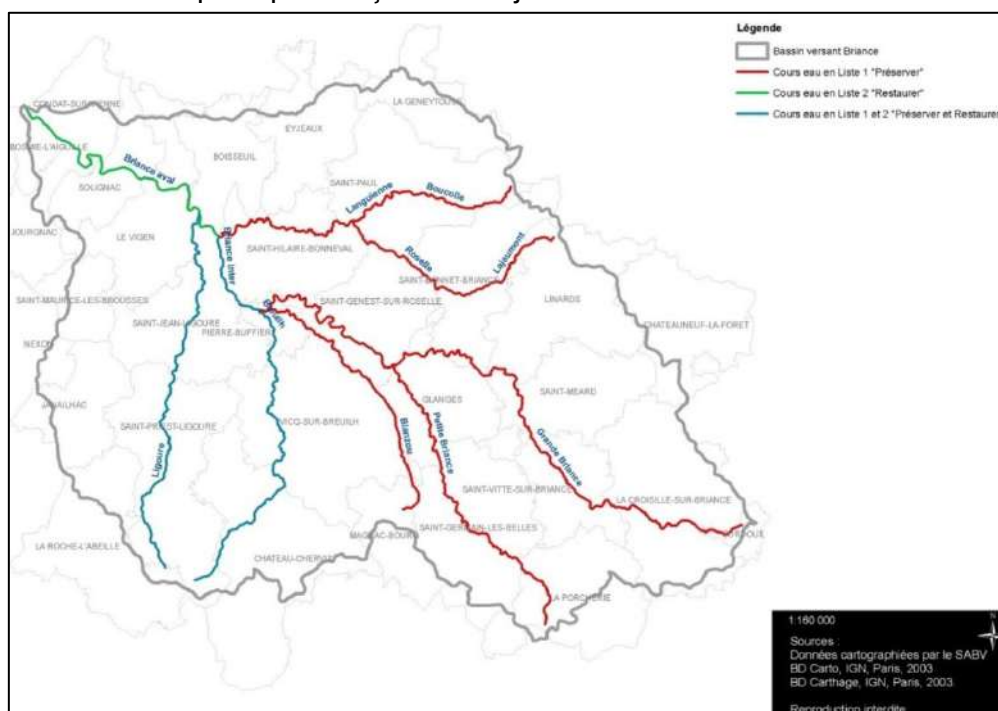 Légende
Bassin versant Briance
Cours eau en Liste 1 "Préserver"
Cours eau en Liste 2 "Restaurer"
Cours eau en Liste 1 et 2 "Préserver et Restaurer
CONDAT-SUR-VIENNE
LA GENEYTOUSE
EYJEAUX
BOSMIE-L'AIGUILLE
BOISSEUIL
Briance aval
SOLIGNAC
SAINT-PAUL
Languienne
Boucolle
JOURGNAC
LE VIGEN
Briance inter
SAINT-HILAIRE-BONNEVAL
Roselle
Lajaumont
SAINT-BONNET-BRIANCE
SAINT-MAURICE-LES-BROUSSES
SAINT-GENEST-SUR-ROSELLE
LINARDS
SAINT-JEAN-LIGOURE
PIERRE-BUFFIERE
CHATEAUNEUF-LA-FORET
NEXON
SAINT-MEARD
JANAILHAC
GLANGES
SAINT-PRIEST-LIGOURE
VICQ-SUR-BREUILH
Ligoure
Blanzou
Petite Briance
Grande Briance
SAINT-VITTE-SUR-BRIANCE
LA CROISILLE-SUR-BRIANCE
SAINT-GERMAIN-LES-BELLES
MAGNAC-BOURG
LA ROCHE-L'ABEILLE
CHATEAU-CHERVIX
LA PORCHERIE
1:160 000
N
Sources :
Données cartographiées par le SABV
BD Carto, IGN, Paris, 2003
BD Carthage, IGN, Paris, 2003
Reproduction interdite